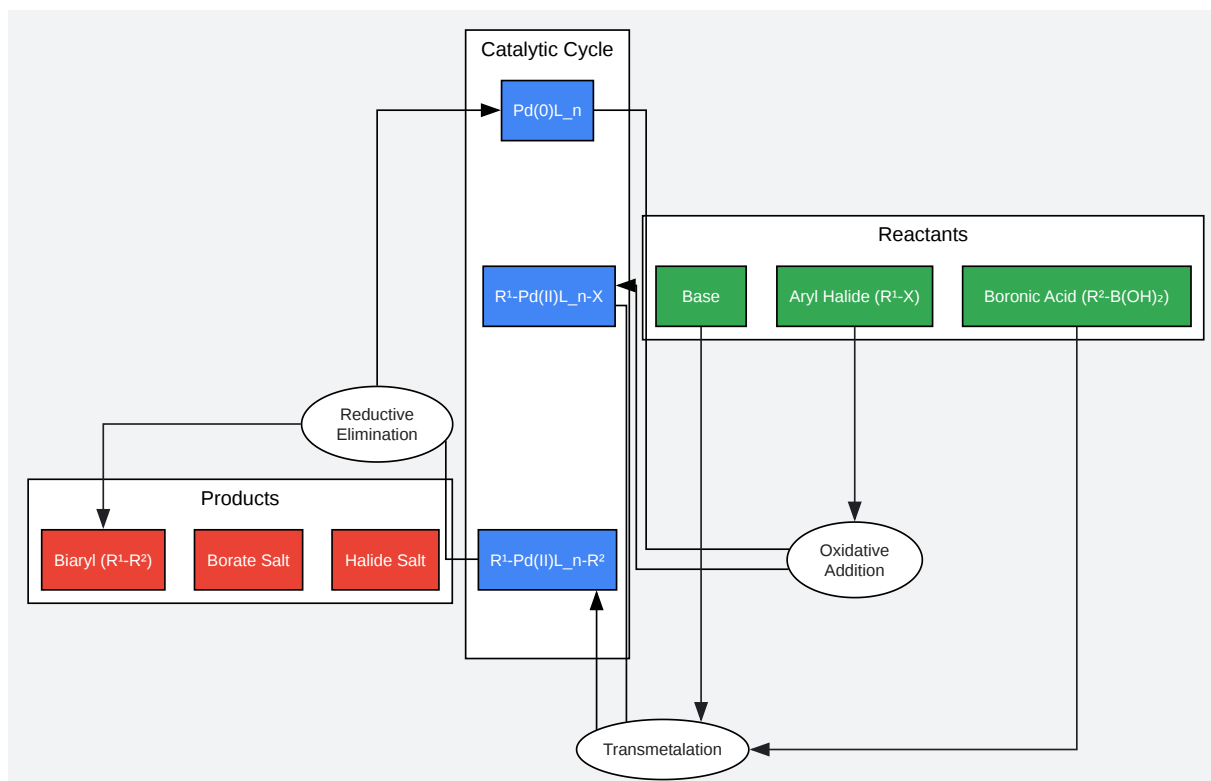 Catalytic Cycle
Pd(0)L_n
Reactants
R¹-Pd(II)L_n-X
Base
Aryl Halide (R¹-X)
Boronic Acid (R²-B(OH)₂)
Reductive
Elimination
Products
Biaryl (R¹-R²)
Borate Salt
Halide Salt
R¹-Pd(II)L_n-R²
Oxidative
Addition
Transmetalation